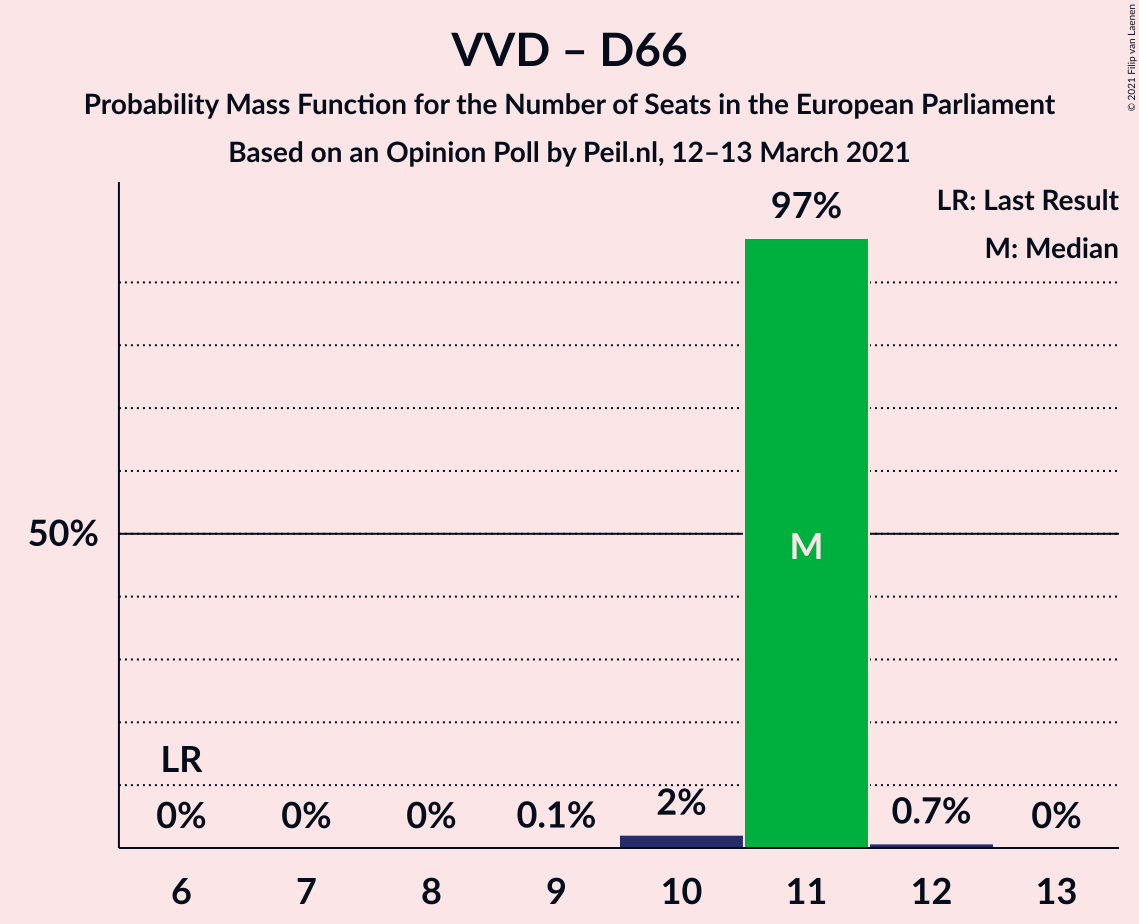 VVD – D66
Probability Mass Function for the Number of Seats in the European Parliament
Based on an Opinion Poll by Peil.nl, 12–13 March 2021
© 2021 Filip van Laenen
LR: Last Result
M: Median
97%
50%
M
LR
0% 0% 0% 0.1% 2% 0.7% 0%
6 7 8 9 10 11 12 13